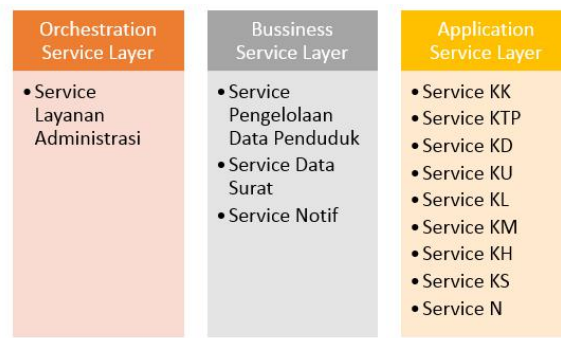 Orchestration
Service Layer
• Service
Layanan
Administrasi
Bussiness
Service Layer
• Service
Pengelolaan
Data Penduduk
• Service Data
Surat
• Service Notif
Application
Service Layer
• Service KK
• Service KTP
• Service KD
• Service KU
• Service KL
• Service KM
• Service KH
• Service KS
• Service N